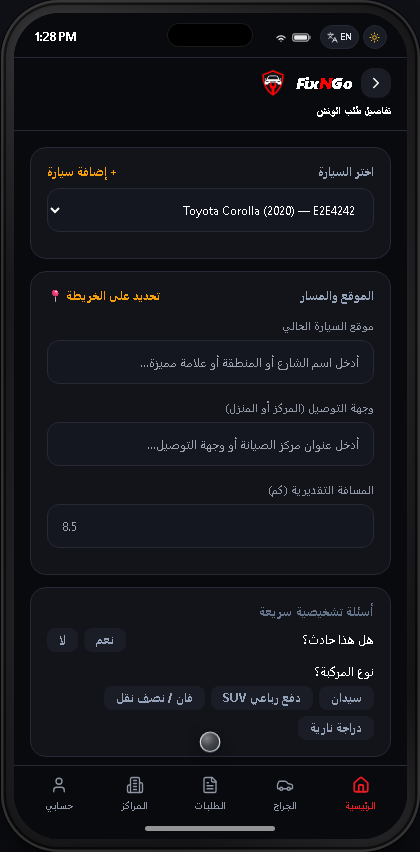 1:28 PM
EN
FixNGo
تفاصيل طلب الونش
اختر السيارة
+ إضافة سيارة
Toyota Corolla (2020) — E2E4242
الموقع والمسار
تحديد على الخريطة 📍
موقع السيارة الحالي
أدخل اسم الشارع أو المنطقة أو علامة مميزة...
وجهة التوصيل (المركز أو المنزل)
أدخل عنوان مركز الصيانة أو وجهة التوصيل...
المسافة التقديرية (كم)
8.5
أسئلة تشخيصية سريعة
هل هذا حادث؟
نعم
لا
نوع المركبة؟
سيدان
دفع رباعي SUV
فان / نصف نقل
دراجة نارية
الرئيسية
الجراج
الطلبات
المراكز
حسابي